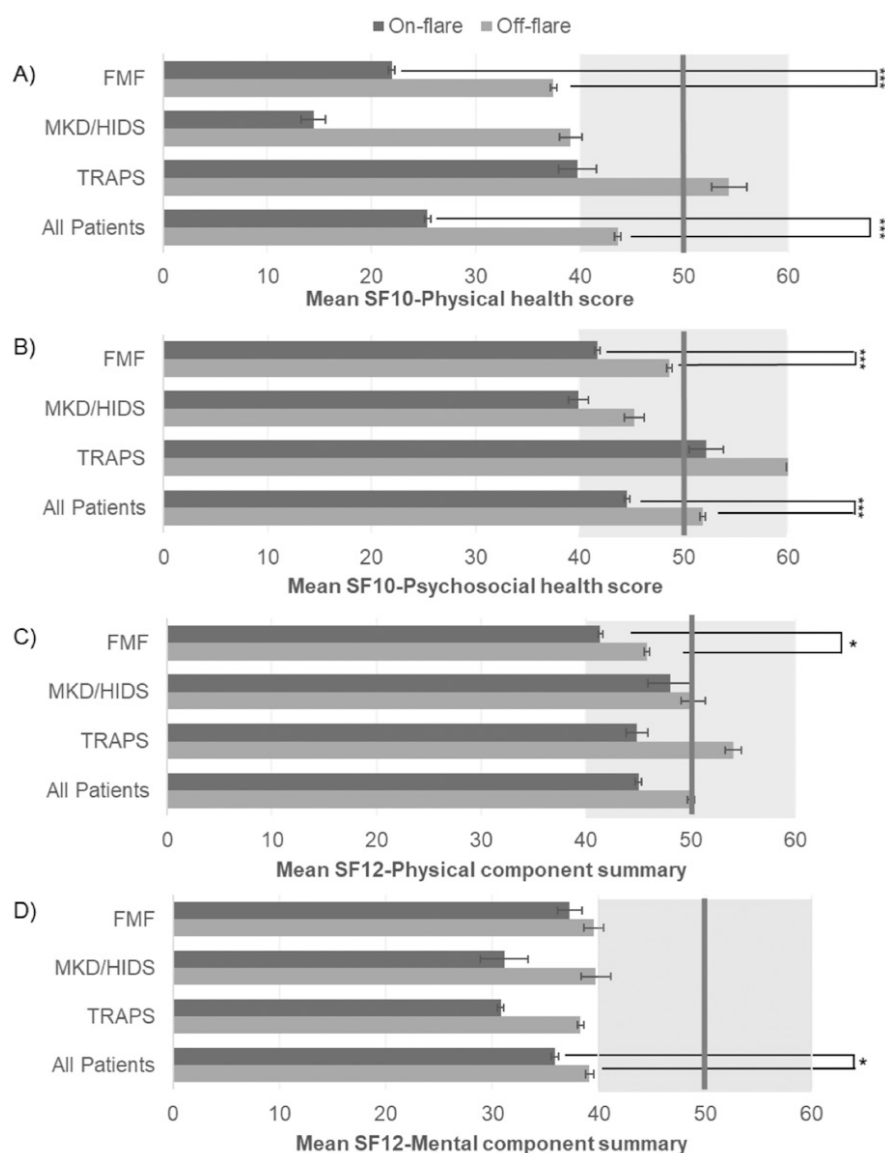 On-flare Off-flare
A)
FMF
***
MKD/HIDS
TRAPS
All Patients
***
0 10 20 30 40 50 60
Mean SF10-Physical health score
B)
FMF
***
MKD/HIDS
TRAPS
All Patients
***
0 10 20 30 40 50 60
Mean SF10-Psychosocial health score
C)
FMF
*
MKD/HIDS
TRAPS
All Patients
0 10 20 30 40 50 60
Mean SF12-Physical component summary
D)
FMF
MKD/HIDS
TRAPS
All Patients
*
0 10 20 30 40 50 60
Mean SF12-Mental component summary